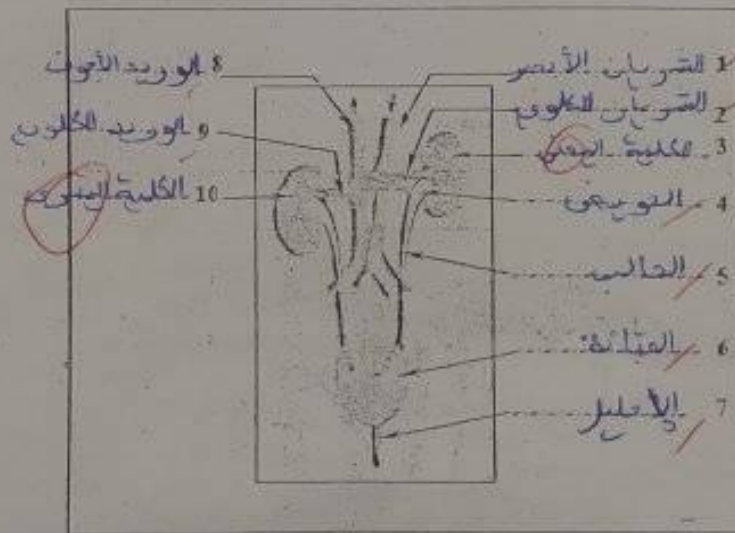 1 الشريان الأبهر
2 الشريان الكلوي
3 الكلية اليمنى
4 الحويض
5 الحالب
6 المثانة
7 الإحليل
8 الوريد الأجوف
9 الوريد الكلوي
10 الكلية اليسرى